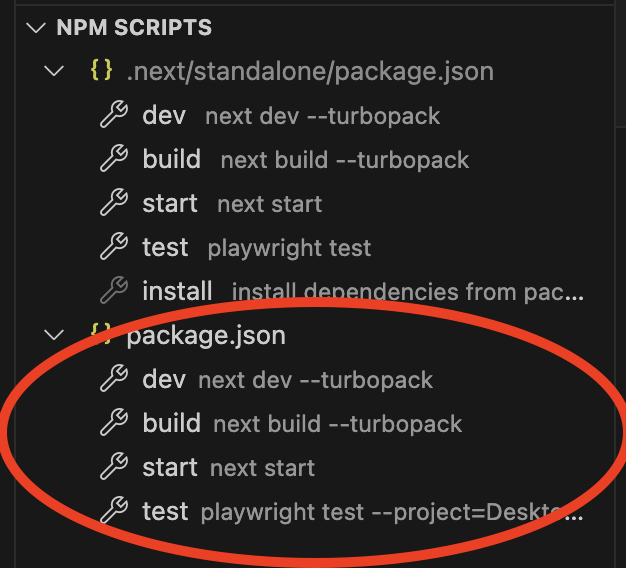 NPM SCRIPTS
{} .next/standalone/package.json
dev next dev --turbopack
build next build --turbopack
start next start
test playwright test
install install dependencies from pac...
{} package.json
dev next dev --turbopack
build next build --turbopack
start next start
test playwright test --project=Deskto...